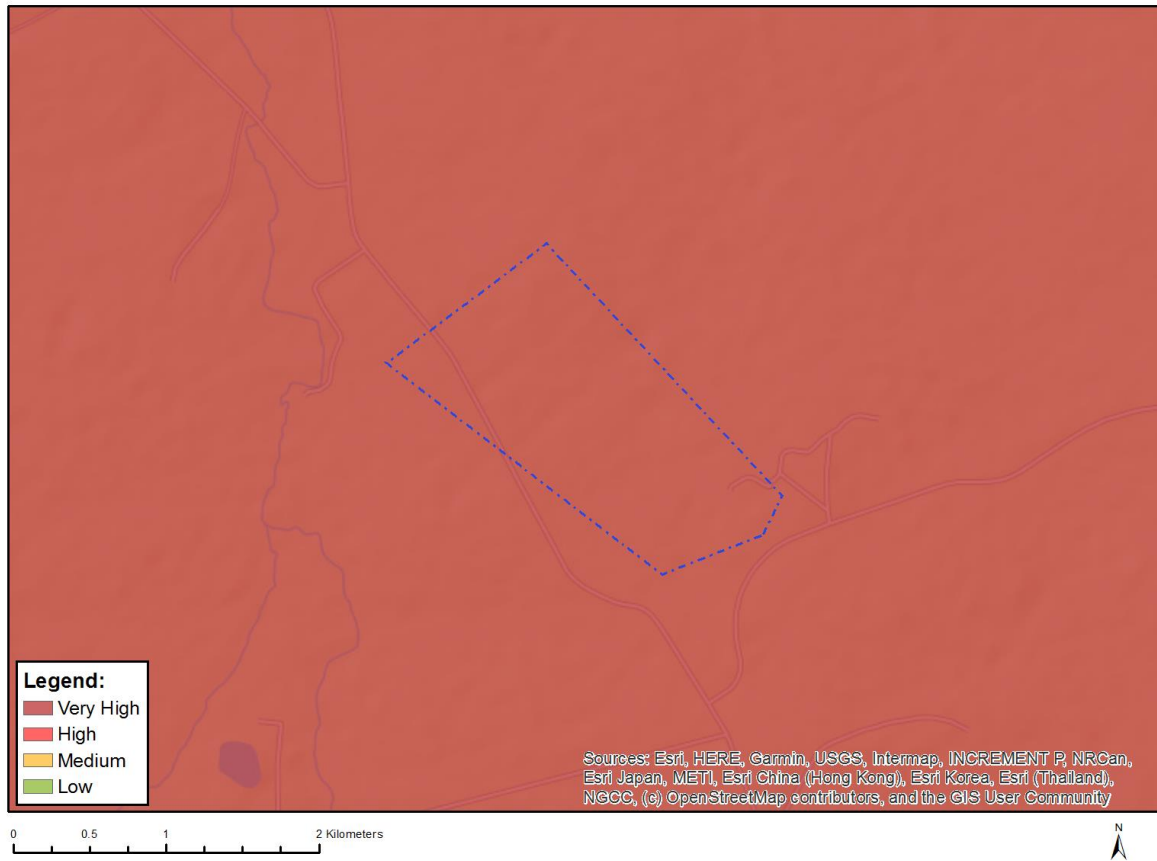 Legend:
Very High
High
Medium
Low
Sources: Esri, HERE, Garmin, USGS, Intermap, INCREMENT P, NRCan,
Esri Japan, METI, Esri China (Hong Kong), Esri Korea, Esri (Thailand),
NGCC, (c) OpenStreetMap contributors, and the GIS User Community
0 0.5 1 2 Kilometers
N